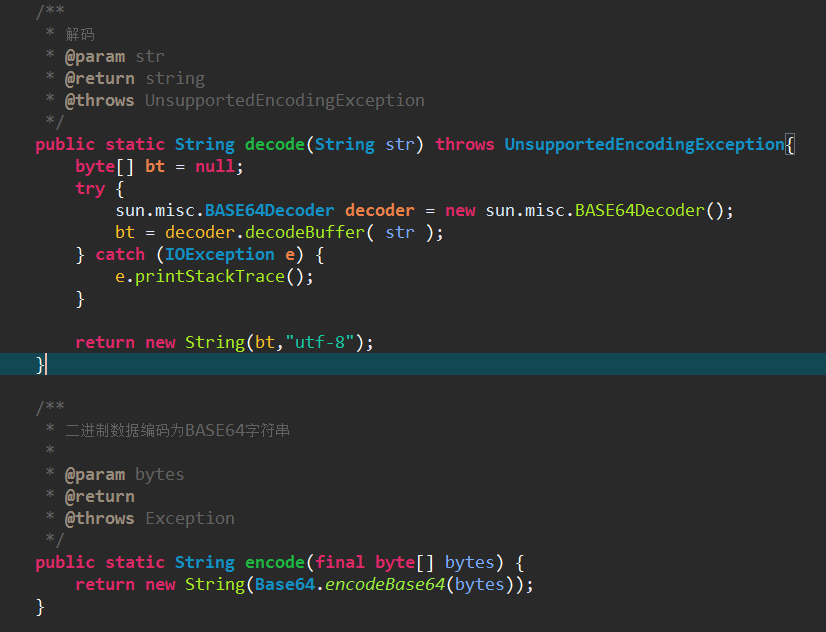 /**
 * 解码
 * @param str
 * @return string
 * @throws UnsupportedEncodingException
 */
public static String decode(String str) throws UnsupportedEncodingException{
    byte[] bt = null;
    try {
        sun.misc.BASE64Decoder decoder = new sun.misc.BASE64Decoder();
        bt = decoder.decodeBuffer( str );
    } catch (IOException e) {
        e.printStackTrace();
    }

    return new String(bt,"utf-8");
}

/**
 * 二进制数据编码为BASE64字符串
 *
 * @param bytes
 * @return
 * @throws Exception
 */
public static String encode(final byte[] bytes) {
    return new String(Base64.encodeBase64(bytes));
}